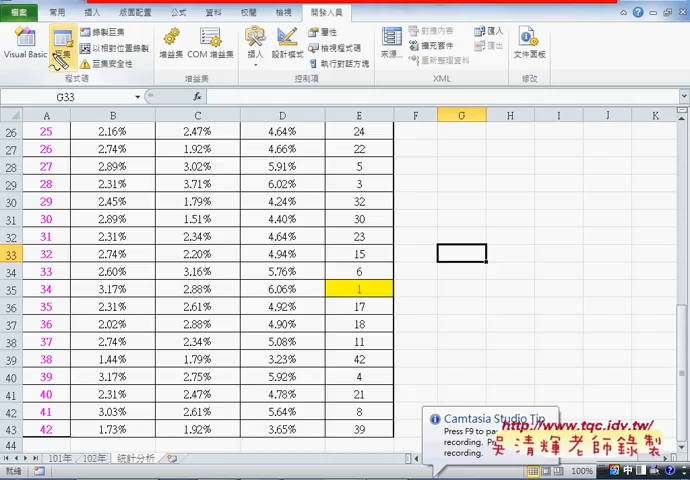 檔案 常用 插入 版面配置 公式 資料 校閱 檢視 開發人員
Visual Basic 巨集 錄製巨集 以相對位置錄製 巨集安全性
增益集 COM 增益集 插入 設計模式 屬性 檢視程式碼 執行對話方塊
來源... 對應內容 擴充套件 重新整理資料 匯入 匯出 文件面板
程式碼 增益集 控制項 XML 修改
G33 fx
A B C D E F G H I J K
26 25 2.16% 2.47% 4.64% 24
27 26 2.74% 1.92% 4.66% 22
28 27 2.89% 3.02% 5.91% 5
29 28 2.31% 3.71% 6.02% 3
30 29 2.45% 1.79% 4.24% 32
31 30 2.89% 1.51% 4.40% 30
32 31 2.31% 2.34% 4.64% 23
33 32 2.74% 2.20% 4.94% 15
34 33 2.60% 3.16% 5.76% 6
35 34 3.17% 2.88% 6.06% 1
36 35 2.31% 2.61% 4.92% 17
37 36 2.02% 2.88% 4.90% 18
38 37 2.74% 2.34% 5.08% 11
39 38 1.44% 1.79% 3.23% 42
40 39 3.17% 2.75% 5.92% 4
41 40 2.31% 2.47% 4.78% 21
42 41 3.03% 2.61% 5.64% 8
43 42 1.73% 1.92% 3.65% 39
44
Camtasia Studio Tip
Press F9 to
recording.
recording.
http://www.tqc.idv.tw/
吳清輝老師錄製
101年 102年 統計分析
就緒 100% 中